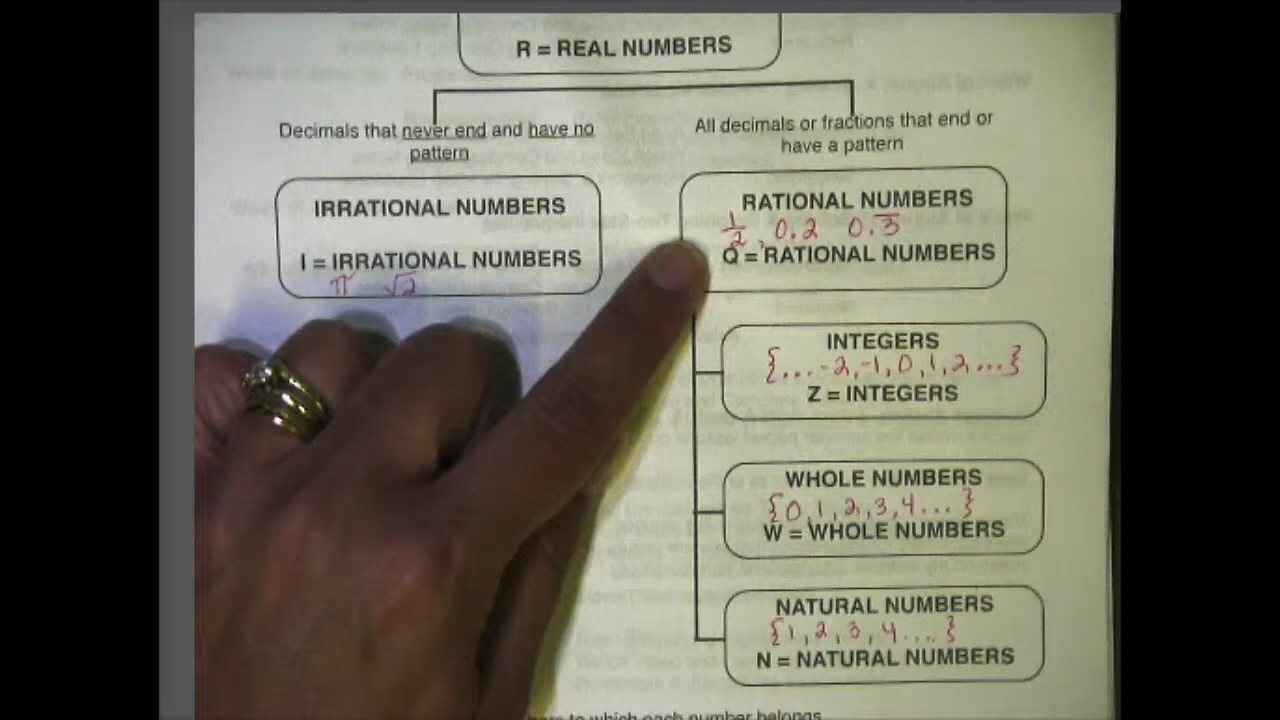 R = REAL NUMBERS
Decimals that never end and have no
pattern
IRRATIONAL NUMBERS
I = IRRATIONAL NUMBERS
π √2
All decimals or fractions that end or
have a pattern
RATIONAL NUMBERS
1/2, 0.2 0.3̅
Q = RATIONAL NUMBERS
INTEGERS
{...-2,-1,0,1,2...}
Z = INTEGERS
WHOLE NUMBERS
{0,1,2,3,4...}
W = WHOLE NUMBERS
NATURAL NUMBERS
{1,2,3,4....}
N = NATURAL NUMBERS
to which each number belongs